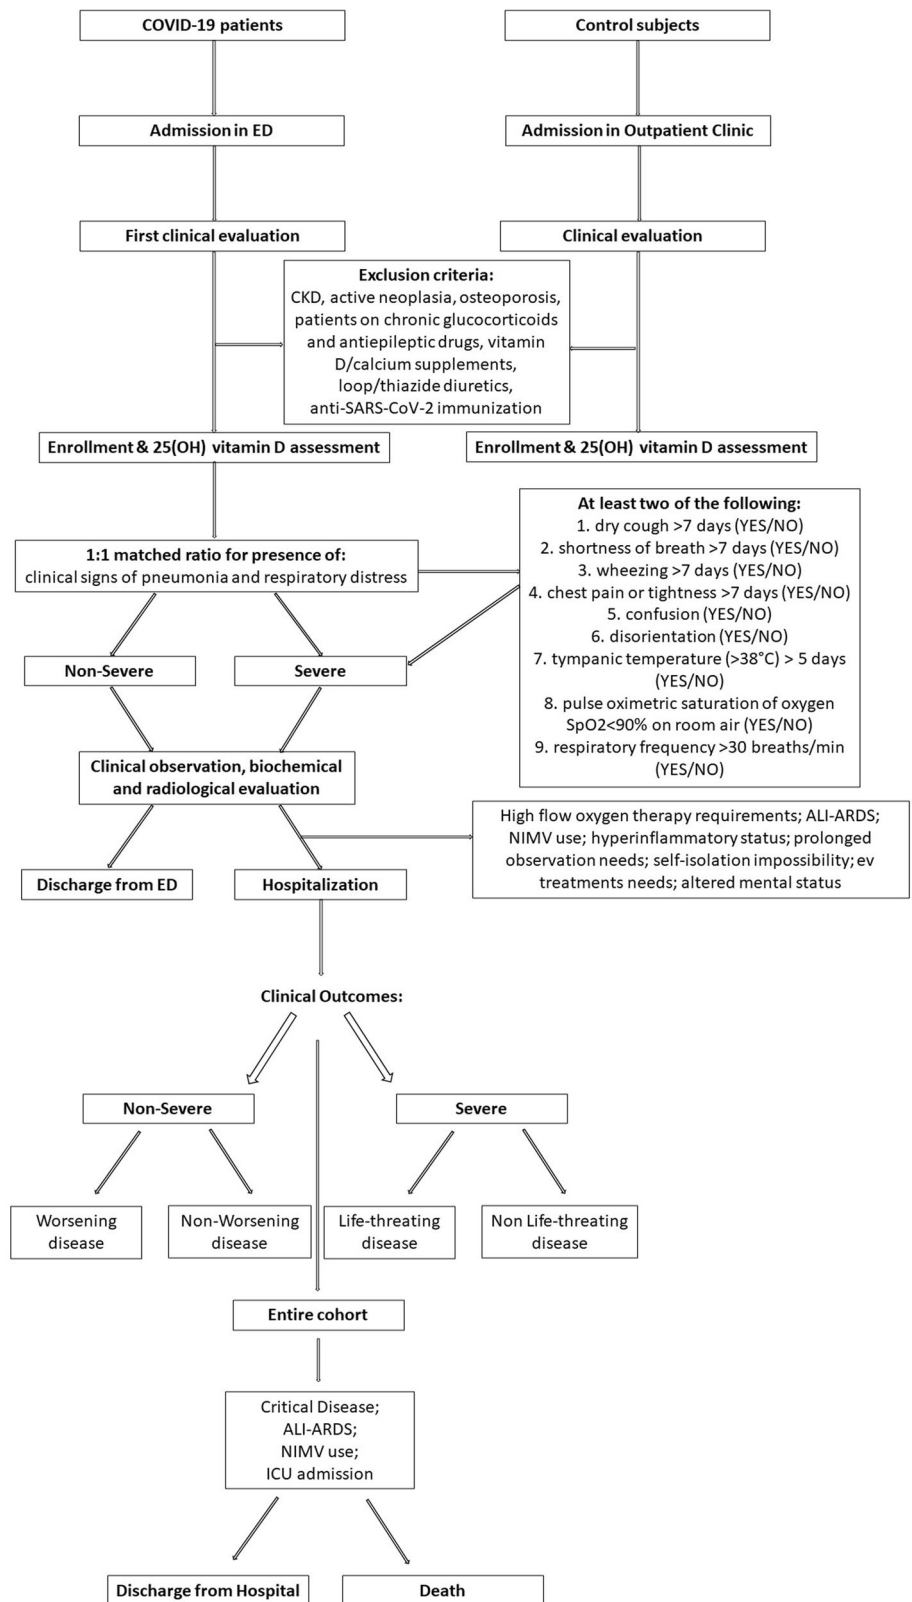 COVID-19 patients
Control subjects
Admission in ED
Admission in Outpatient Clinic
First clinical evaluation
Clinical evaluation
Exclusion criteria:
CKD, active neoplasia, osteoporosis,
patients on chronic glucocorticoids
and antiepileptic drugs, vitamin
D/calcium supplements,
loop/thiazide diuretics,
anti-SARS-CoV-2 immunization
Enrollment & 25(OH) vitamin D assessment
Enrollment & 25(OH) vitamin D assessment
1:1 matched ratio for presence of:
clinical signs of pneumonia and respiratory distress
At least two of the following:
1. dry cough >7 days (YES/NO)
2. shortness of breath >7 days (YES/NO)
3. wheezing >7 days (YES/NO)
4. chest pain or tightness >7 days (YES/NO)
5. confusion (YES/NO)
6. disorientation (YES/NO)
7. tympanic temperature (>38°C) > 5 days
(YES/NO)
8. pulse oximetric saturation of oxygen
SpO2<90% on room air (YES/NO)
9. respiratory frequency >30 breaths/min
(YES/NO)
Non-Severe
Severe
Clinical observation, biochemical
and radiological evaluation
High flow oxygen therapy requirements; ALI-ARDS;
NIMV use; hyperinflammatory status; prolonged
observation needs; self-isolation impossibility; ev
treatments needs; altered mental status
Discharge from ED
Hospitalization
Clinical Outcomes:
Non-Severe
Severe
Worsening
disease
Non-Worsening
disease
Life-threating
disease
Non Life-threating
disease
Entire cohort
Critical Disease;
ALI-ARDS;
NIMV use;
ICU admission
Discharge from Hospital
Death